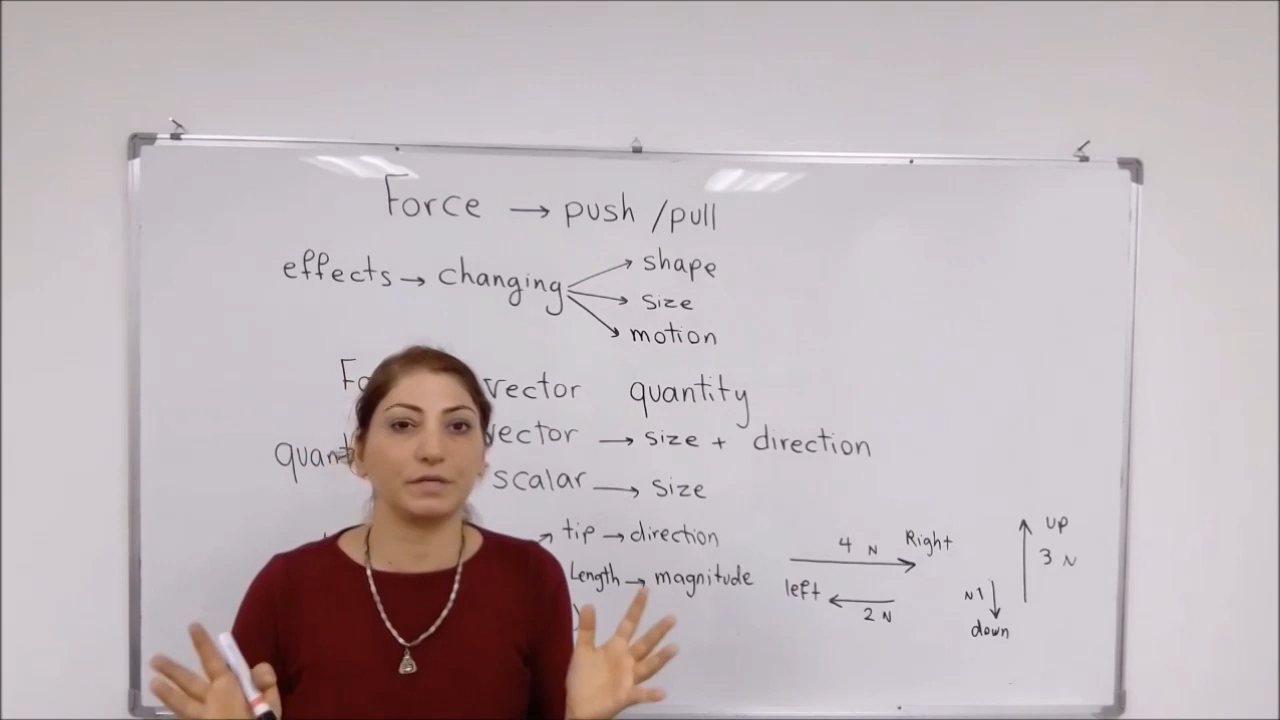 Force → push / pull
effects → changing → shape
→ size
→ motion
vector quantity
vector → size + direction
scalar → size
tip → direction
Length → magnitude
4 N Right
left 2 N
up
3 N
N1
down